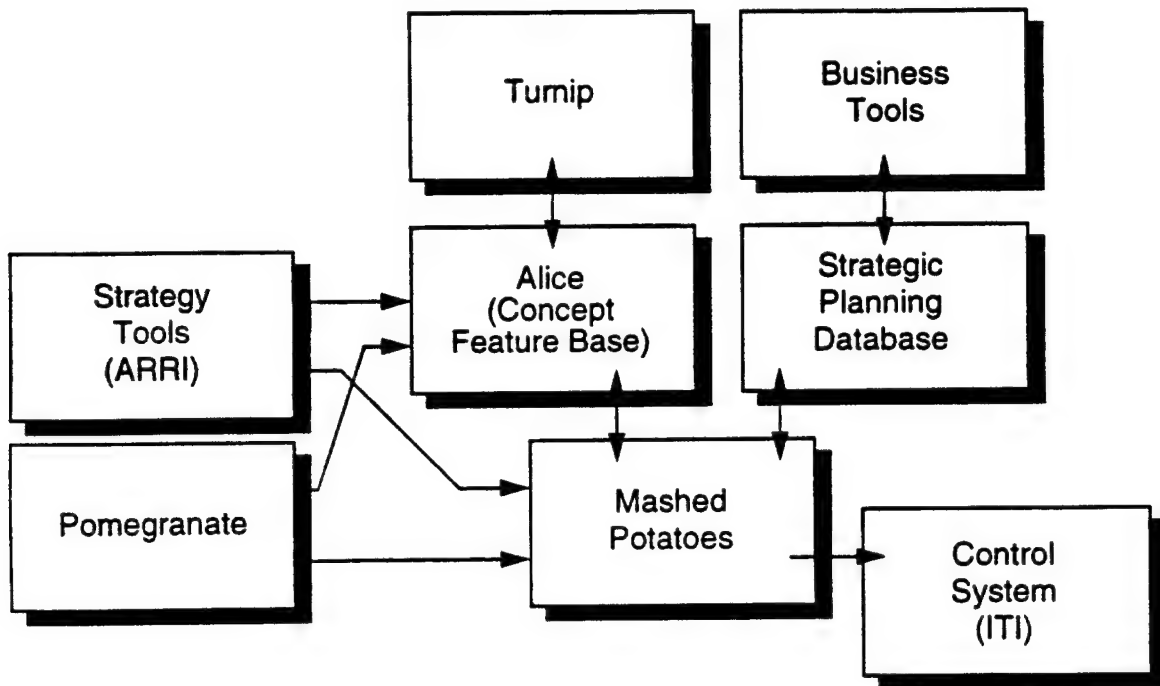 Turnip
Business
Tools
Strategy
Tools
(ARRI)
Alice
(Concept
Feature Base)
Strategic
Planning
Database
Pomegranate
Mashed
Potatoes
Control
System
(ITI)